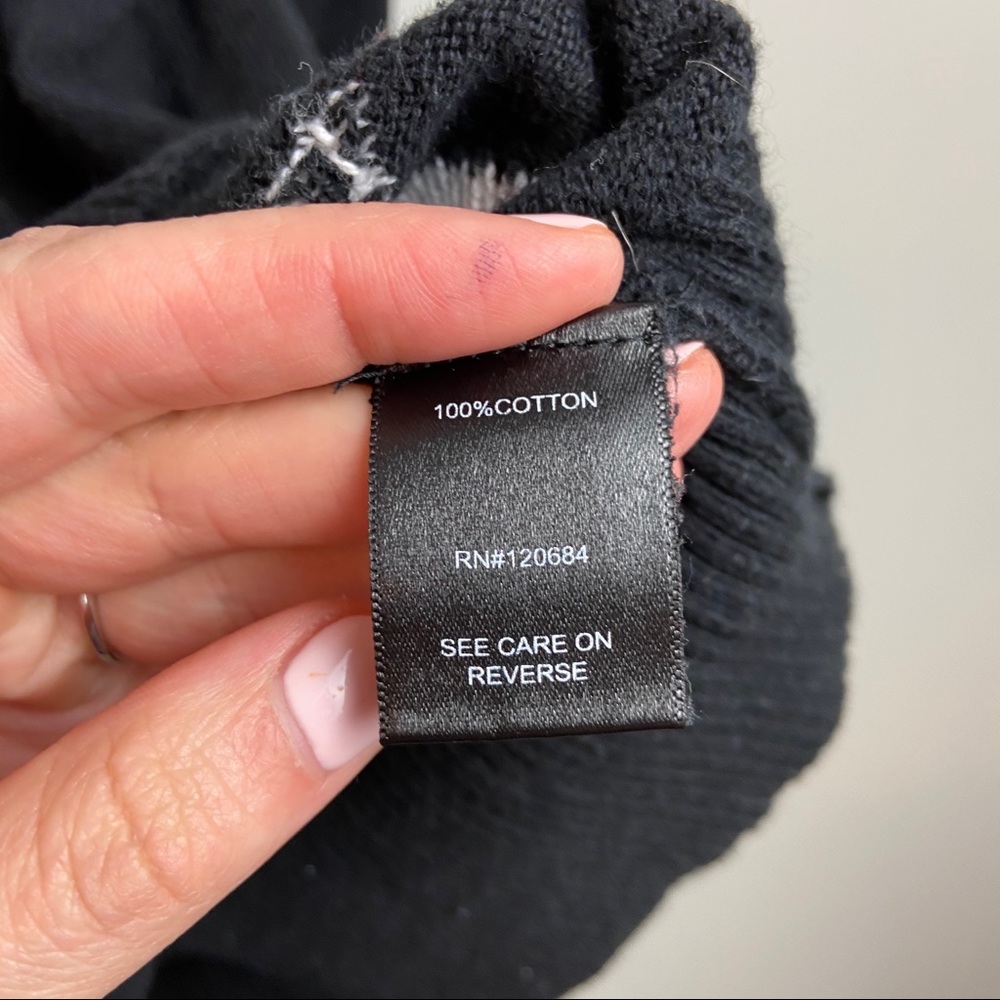 100%COTTON
RN#120684
SEE CARE ON
REVERSE